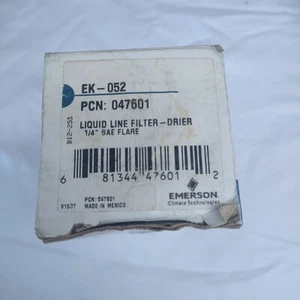 EK-052
PCN: 047601
LIQUID LINE FILTER-DRIER
1/4" SAE FLARE
6 81344 47601 2
PCN: 047601
MADE IN MEXICO
EMERSON
Climate Technologies